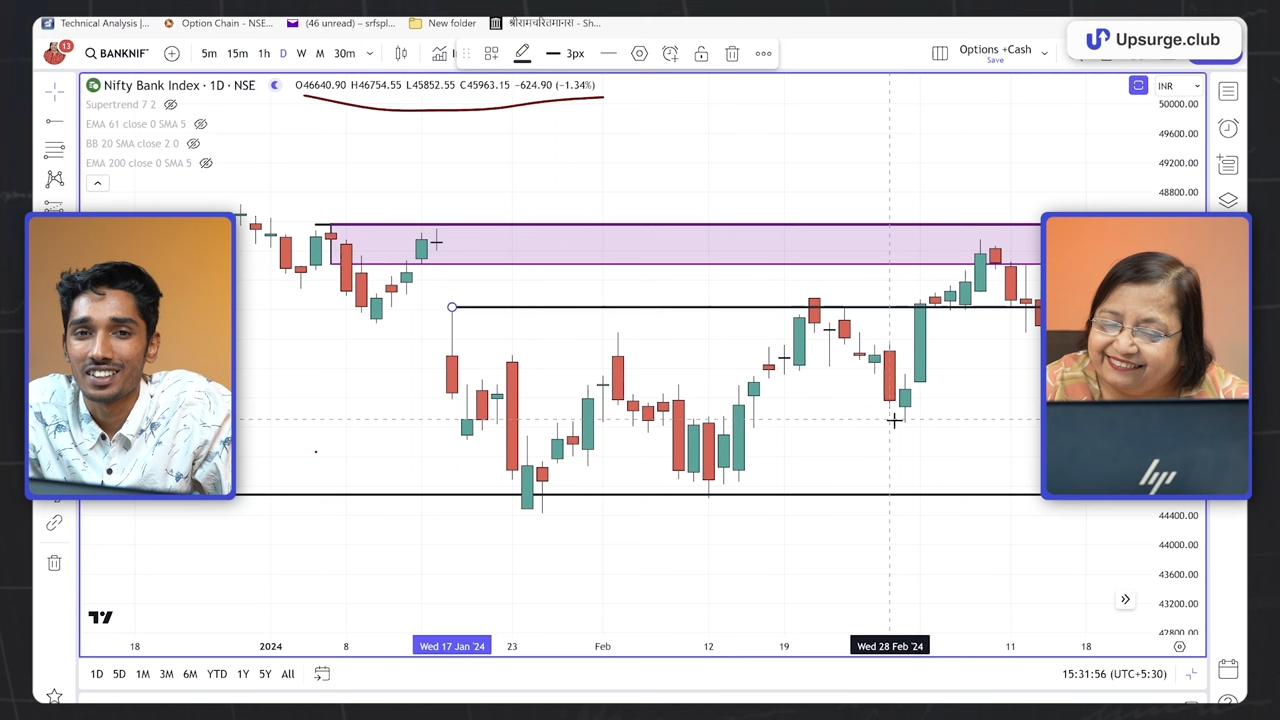 Technical Analysis |...
Option Chain - NSE...
(46 unread) – srfspl...
New folder
श्रीरामचरितमानस - Sh...
Upsurge.club
13
BANKNIF
5m 15m 1h D W M 30m
3px
Options +Cash
Save
Nifty Bank Index · 1D · NSE
O46640.90 H46754.55 L45852.55 C45963.15 -624.90 (-1.34%)
INR
Supertrend 7 2
EMA 61 close 0 SMA 5
BB 20 SMA close 2 0
EMA 200 close 0 SMA 5
50000.00
49600.00
49200.00
48800.00
44400.00
44000.00
43600.00
43200.00
42800.00
hp
18 2024 8 Wed 17 Jan '24 23 Feb 12 19 Wed 28 Feb '24 11 18
1D 5D 1M 3M 6M YTD 1Y 5Y All
15:31:56 (UTC+5:30)